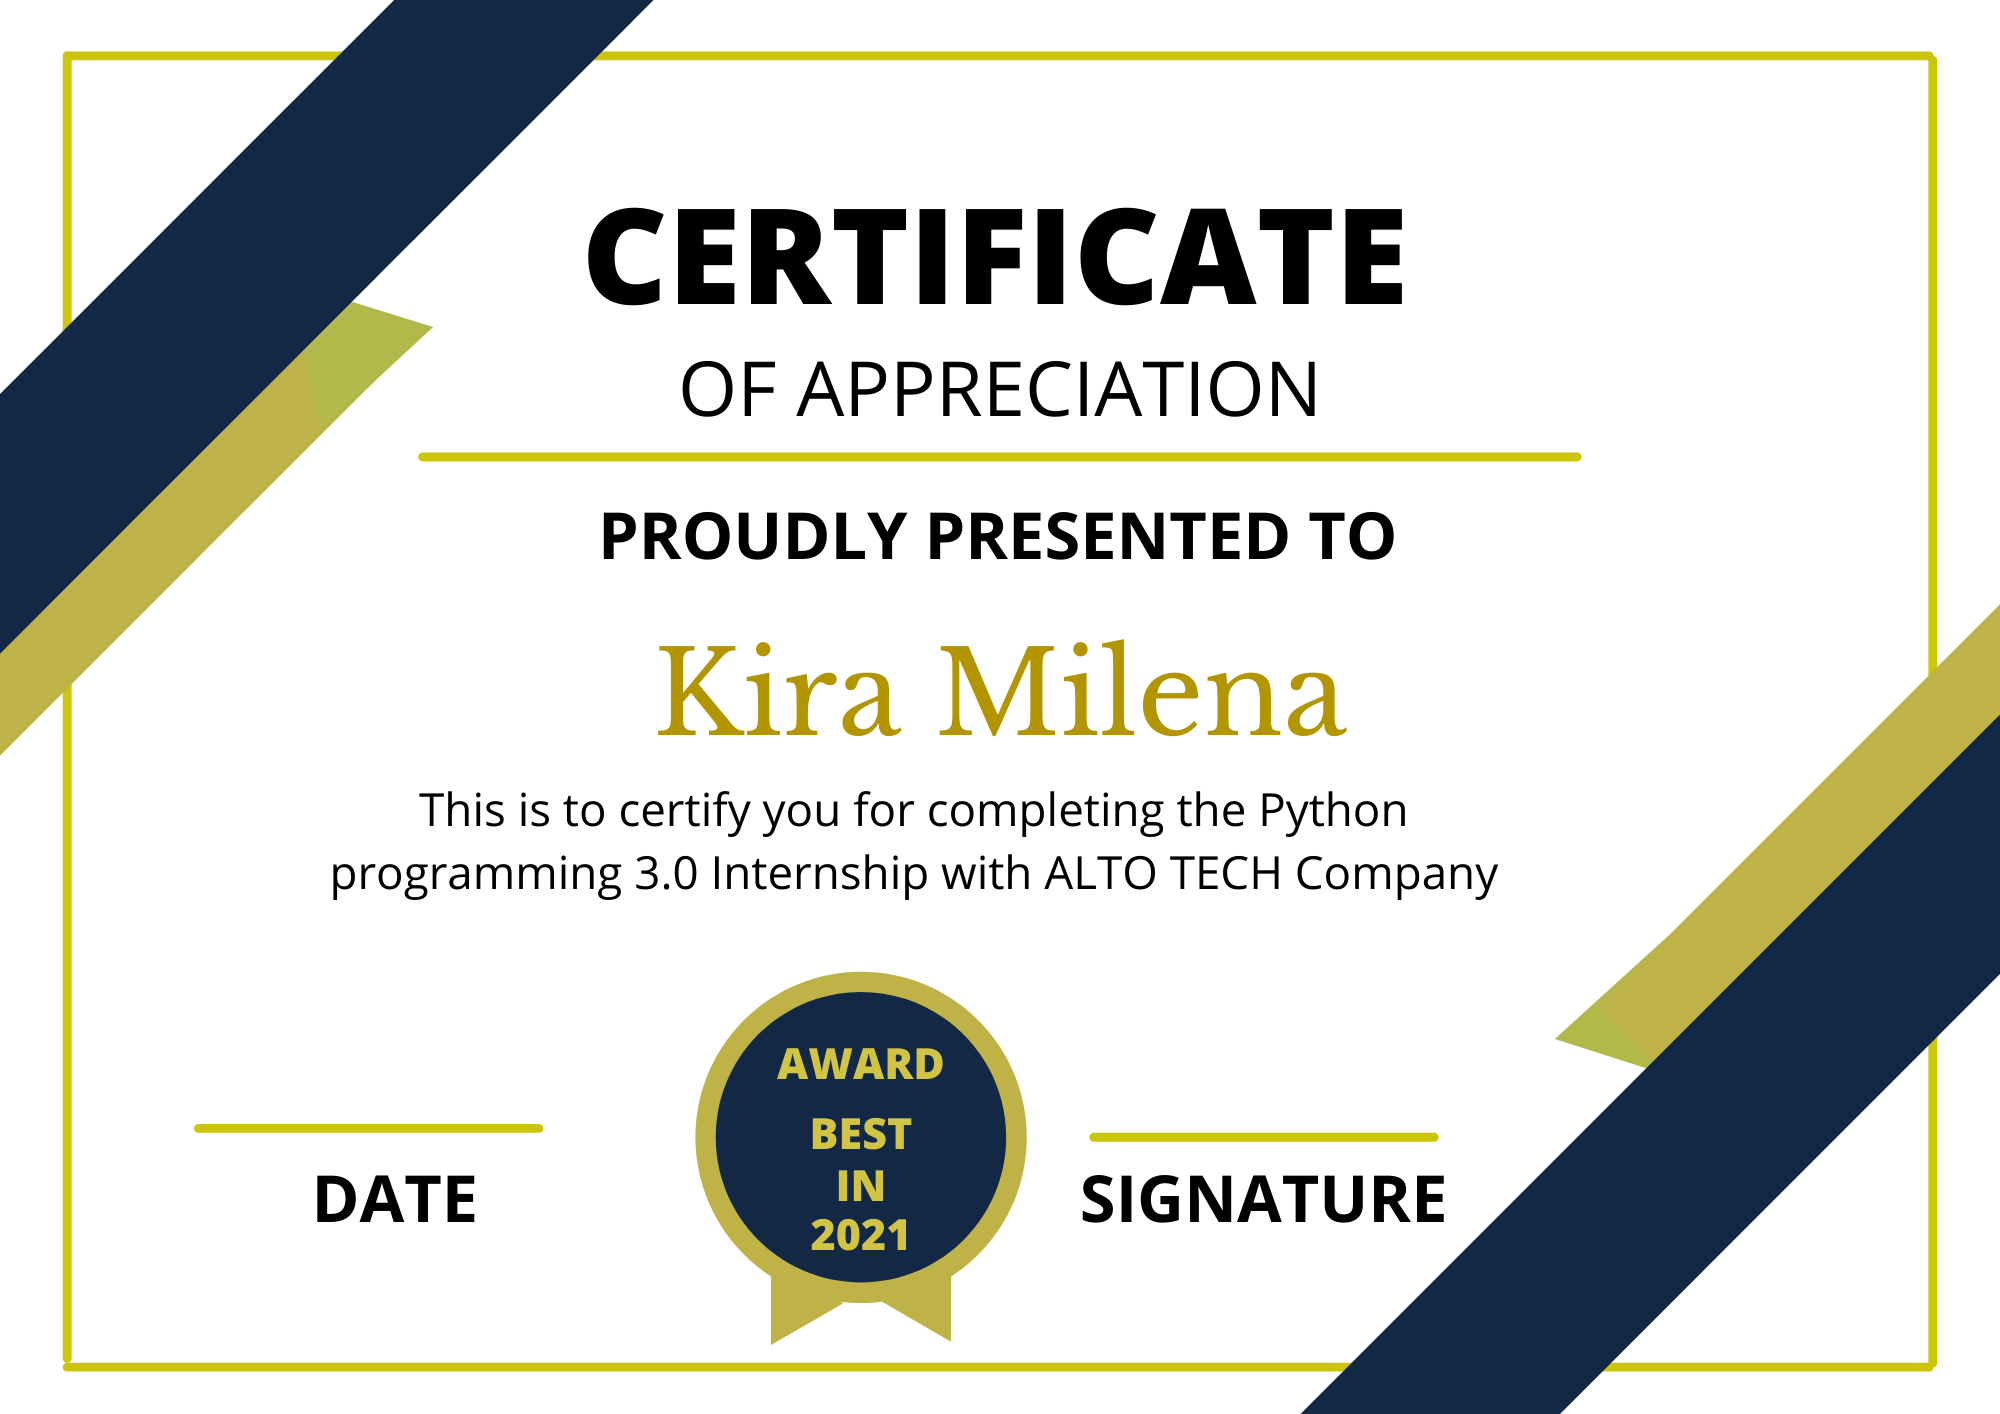 CERTIFICATE
OF APPRECIATION
PROUDLY PRESENTED TO
Kira Milena
This is to certify you for completing the Python
programming 3.0 Internship with ALTO TECH Company
AWARD
BEST
IN
2021
DATE
SIGNATURE